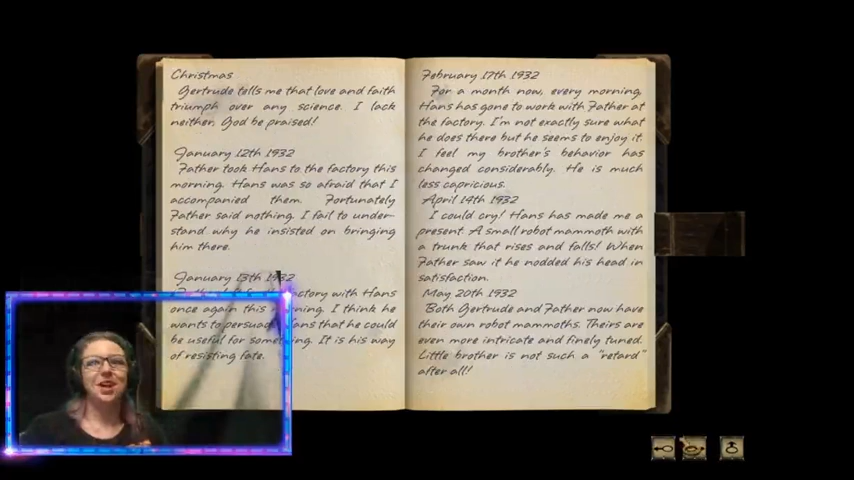 Christmas
Gertrude tells me that love and faith
triumph over any science. I lack
neither. God be praised!
January 12th 1932
Father took Hans to the factory this
morning. Hans was so afraid that I
accompanied them. Fortunately
Father said nothing. I fail to under-
stand why he insisted on bringing
him there.
January 13th 1932
factory with Hans
once again this morning. I think he
wants to persuade Hans that he could
be useful for something. It is his way
of resisting fate.
February 17th 1932
For a month now, every morning,
Hans has gone to work with Father at
the factory. I'm not exactly sure what
he does there but he seems to enjoy it.
I feel my brother's behavior has
changed considerably. He is much
less capricious.
April 14th 1932
I could cry! Hans has made me a
present. A small robot mammoth with
a trunk that rises and falls! When
Father saw it he nodded his head in
satisfaction.
May 20th 1932
Both Gertrude and Father now have
their own robot mammoths. Theirs are
even more intricate and finely tuned.
Little brother is not such a "retard"
after all!